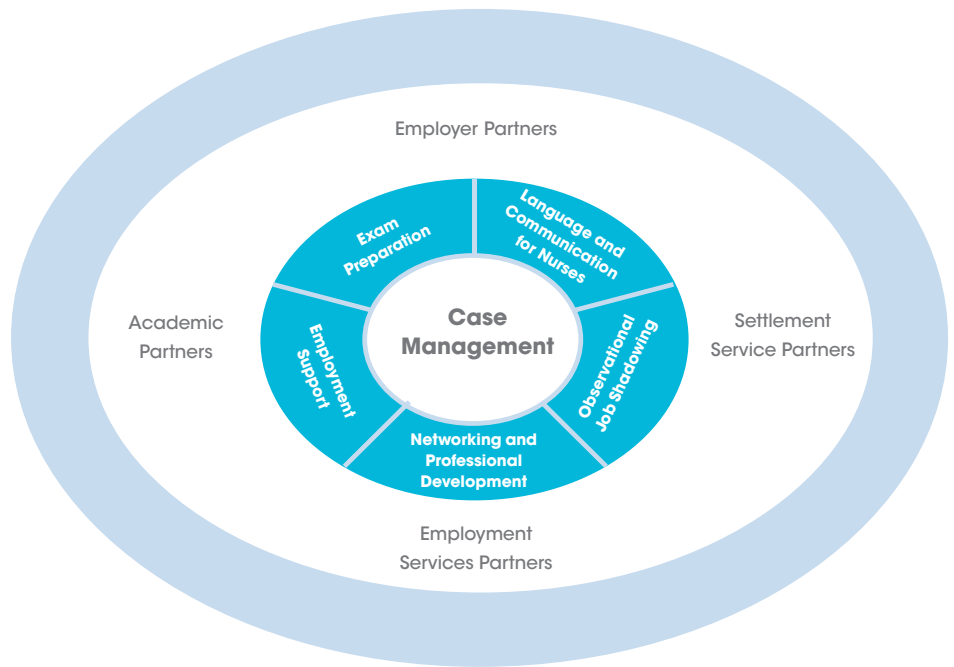 Employer Partners
Exam
Preparation
Language and
Communication
for Nurses
Academic
Partners
Employment
Support
Case
Management
Observational
Job Shadowing
Settlement
Service Partners
Networking and
Professional
Development
Employment
Services Partners